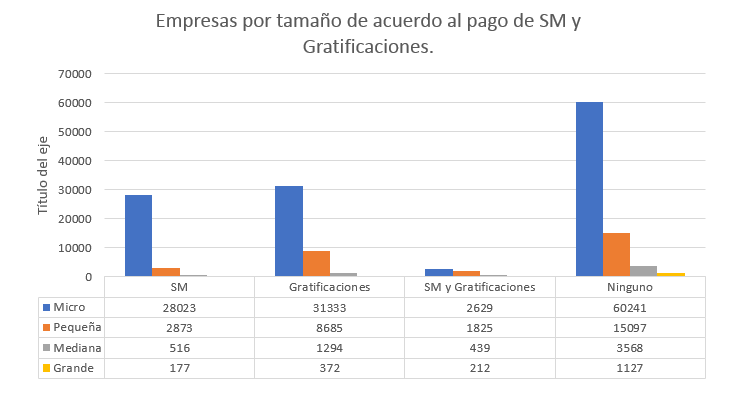 Empresas por tamaño de acuerdo al pago de SM y
Gratificaciones.
70000
60000
50000
40000
30000
20000
10000
0
Título del eje
SM Gratificaciones SM y Gratificaciones Ninguno
Micro 28023 31333 2629 60241
Pequeña 2873 8685 1825 15097
Mediana 516 1294 439 3568
Grande 177 372 212 1127